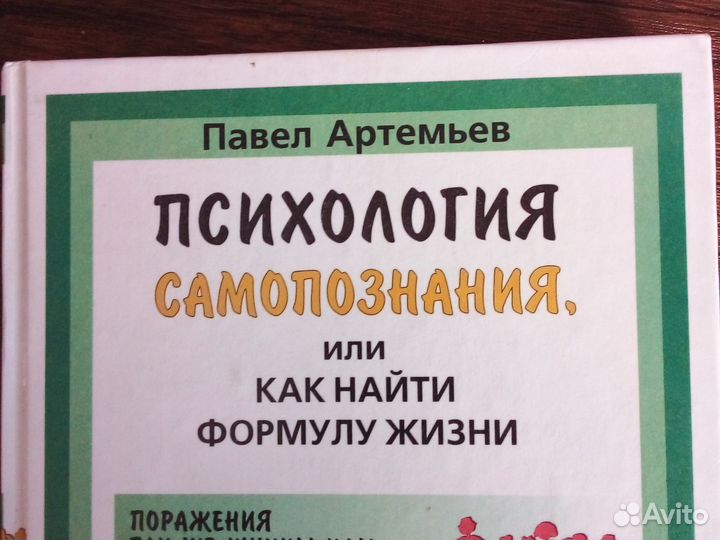 Павел Артемьев
ПСИХОЛОГИЯ
САМОПОЗНАНИЯ,
или
КАК НАЙТИ
ФОРМУЛУ ЖИЗНИ
ПОРАЖЕНИЯ
Avito